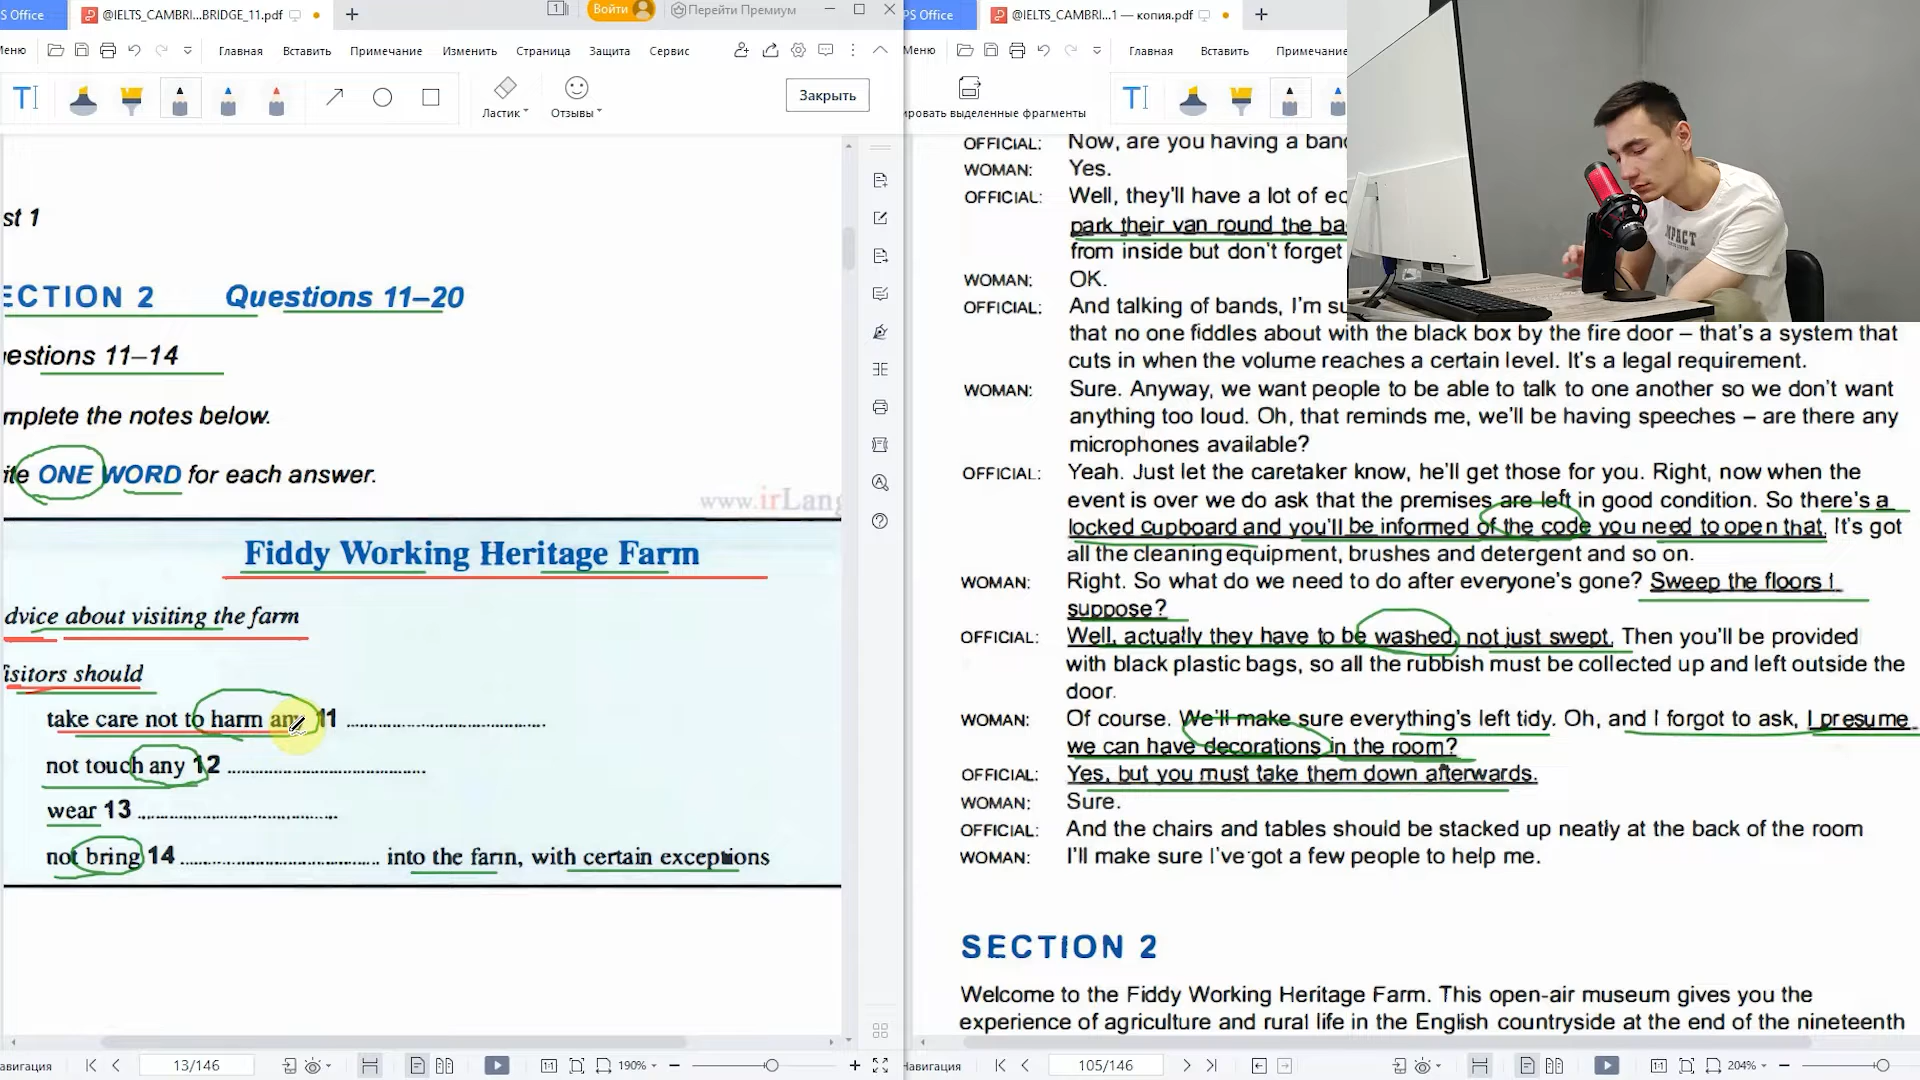 S Office
@IELTS_CAMBRI...BRIDGE_11.pdf
1
Войти
Перейти Премиум
PS Office
@IELTS_CAMBRI...1 — копия.pdf
еню
Главная
Вставить
Примечание
Изменить
Страница
Защита
Сервис
Меню
Главная
Вставить
Примечание
Ластик
Отзывы
Закрыть
ировать выделенные фрагменты
st 1
ECTION 2 Questions 11–20
estions 11–14
mplete the notes below.
ite ONE WORD for each answer.
www.irLang
Fiddy Working Heritage Farm
dvice about visiting the farm
isitors should
take care not to harm any 11 ........................................
not touch any 12 ........................................
wear 13 ........................................
not bring 14 ........................................ into the farm, with certain exceptions
OFFICIAL: Now, are you having a band
WOMAN: Yes.
OFFICIAL: Well, they'll have a lot of eq
park their van round the ba
from inside but don't forget
WOMAN: OK.
OFFICIAL: And talking of bands, I'm su
that no one fiddles about with the black box by the fire door – that's a system that
cuts in when the volume reaches a certain level. It's a legal requirement.
WOMAN: Sure. Anyway, we want people to be able to talk to one another so we don't want
anything too loud. Oh, that reminds me, we'll be having speeches – are there any
microphones available?
OFFICIAL: Yeah. Just let the caretaker know, he'll get those for you. Right, now when the
event is over we do ask that the premises are left in good condition. So there's a
locked cupboard and you'll be informed of the code you need to open that. It's got
all the cleaning equipment, brushes and detergent and so on.
WOMAN: Right. So what do we need to do after everyone's gone? Sweep the floors I
suppose?
OFFICIAL: Well, actually they have to be washed, not just swept. Then you'll be provided
with black plastic bags, so all the rubbish must be collected up and left outside the
door.
WOMAN: Of course. We'll make sure everything's left tidy. Oh, and I forgot to ask, I presume
we can have decorations in the room?
OFFICIAL: Yes, but you must take them down afterwards.
WOMAN: Sure.
OFFICIAL: And the chairs and tables should be stacked up neatly at the back of the room
WOMAN: I'll make sure I've got a few people to help me.
SECTION 2
Welcome to the Fiddy Working Heritage Farm. This open-air museum gives you the
experience of agriculture and rural life in the English countryside at the end of the nineteenth
IMPACT
авигация
13/146
190%
Навигация
105/146
204%